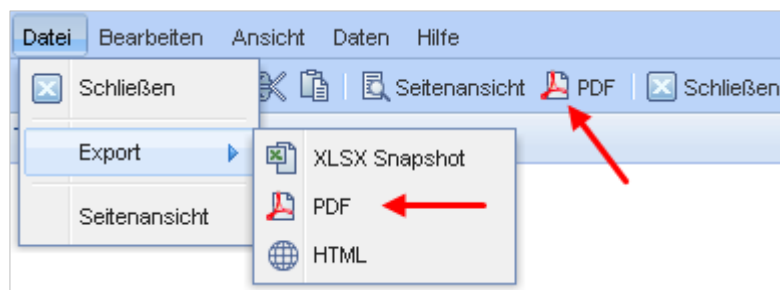 Datei Bearbeiten Ansicht Daten Hilfe
Schließen Seitenansicht PDF Schließen
Export XLSX Snapshot
PDF
Seitenansicht
HTML